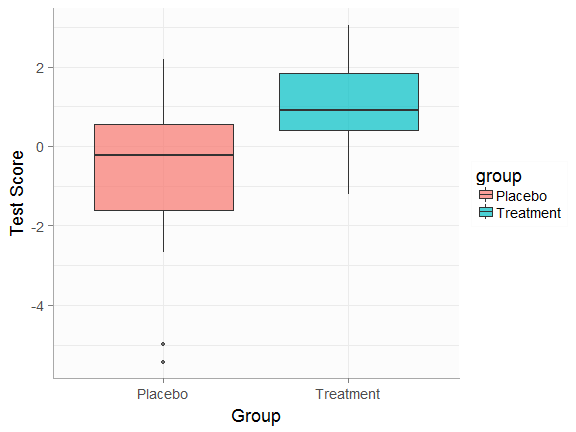 Test Score
2
0
-2
-4
Placebo
Treatment
Group
group
Placebo
Treatment